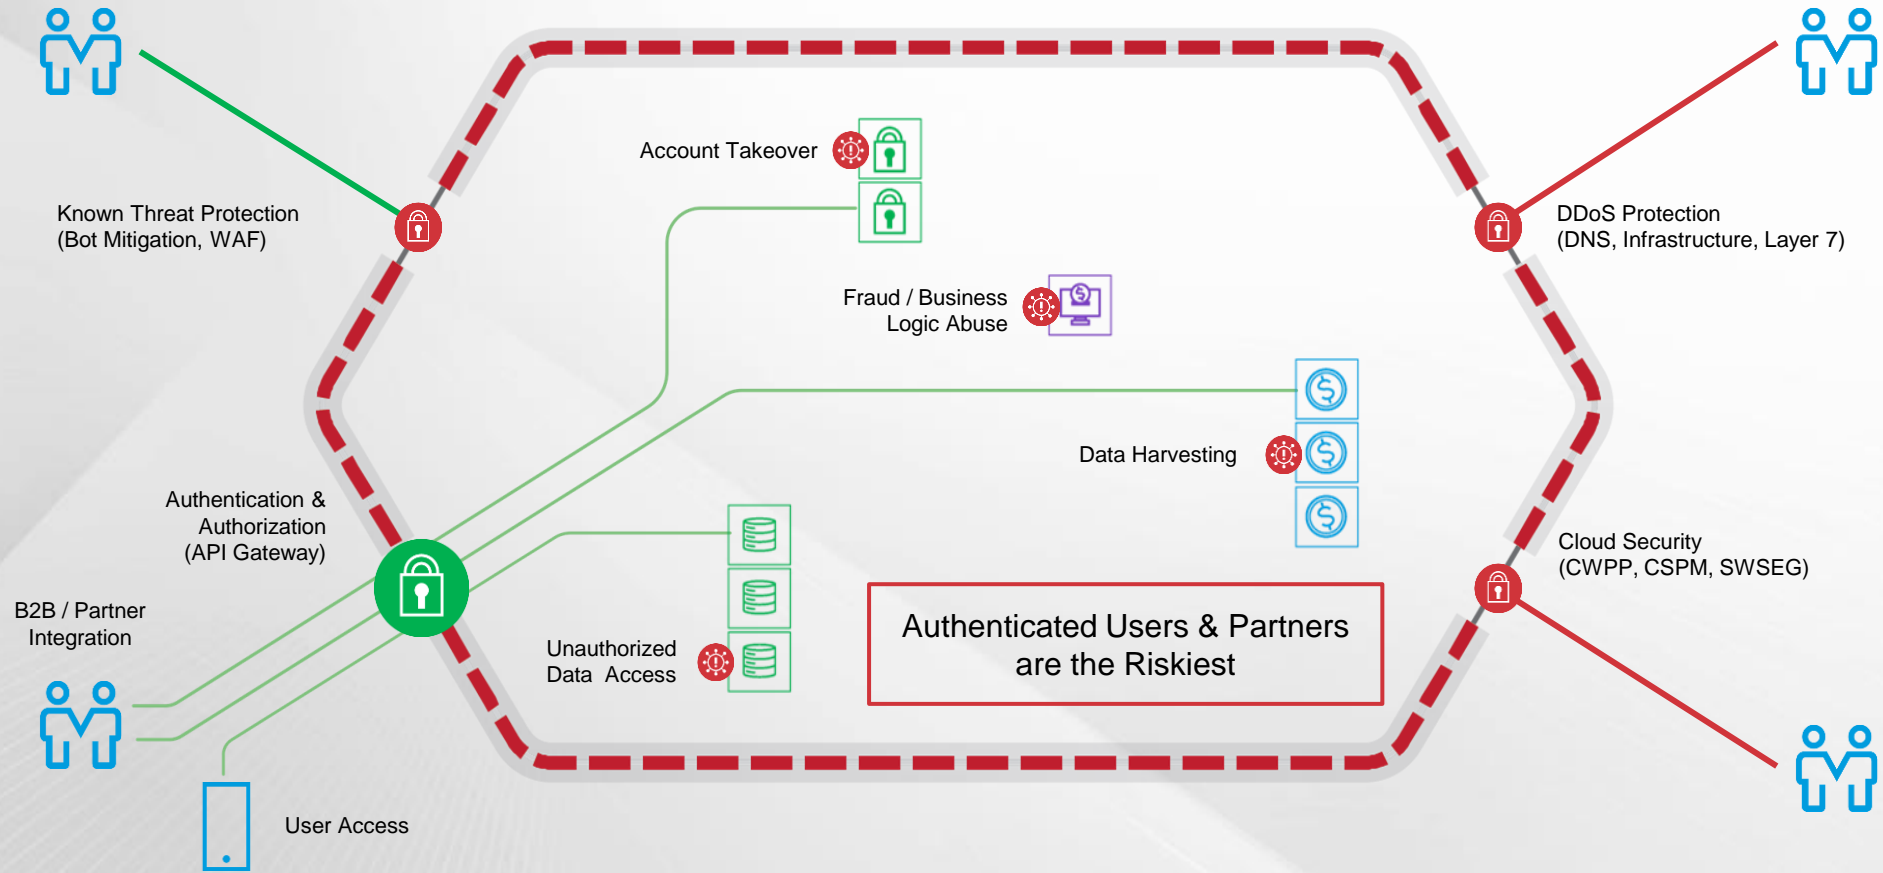 Account Takeover
Known Threat Protection
(Bot Mitigation, WAF)
DDoS Protection
(DNS, Infrastructure, Layer 7)
Fraud / Business
Logic Abuse
Data Harvesting
Authentication &
Authorization
(API Gateway)
Cloud Security
(CWPP, CSPM, SWSEG)
B2B / Partner
Integration
Unauthorized
Data Access
Authenticated Users & Partners
are the Riskiest
User Access